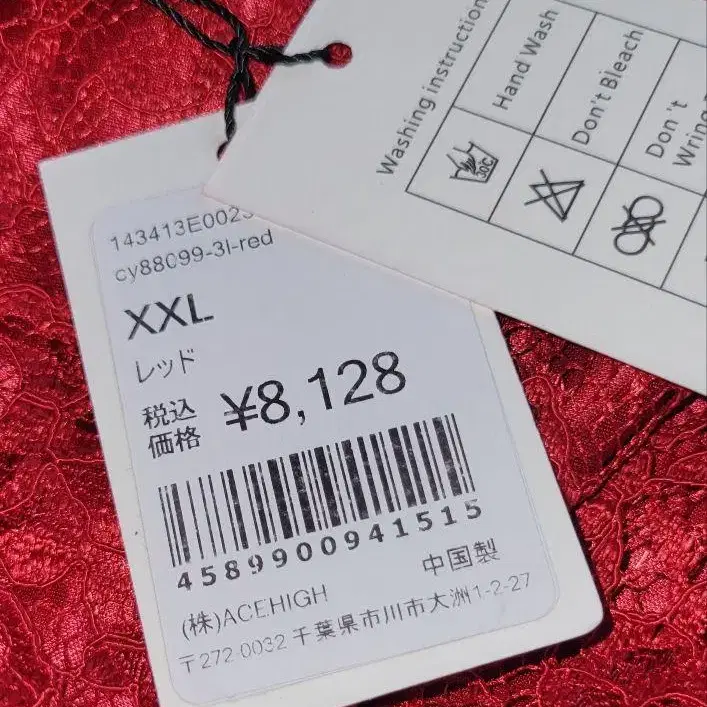 Washing instruction
Hand Wash
Don't Bleach
Don't
30C
143413E002
cy88099-3l-red
XXL
レッド
税込
価格
¥8,128
4589900941515
中国製
(株)ACEHIGH
〒272 0032 千葉県市川市大洲1-2-27